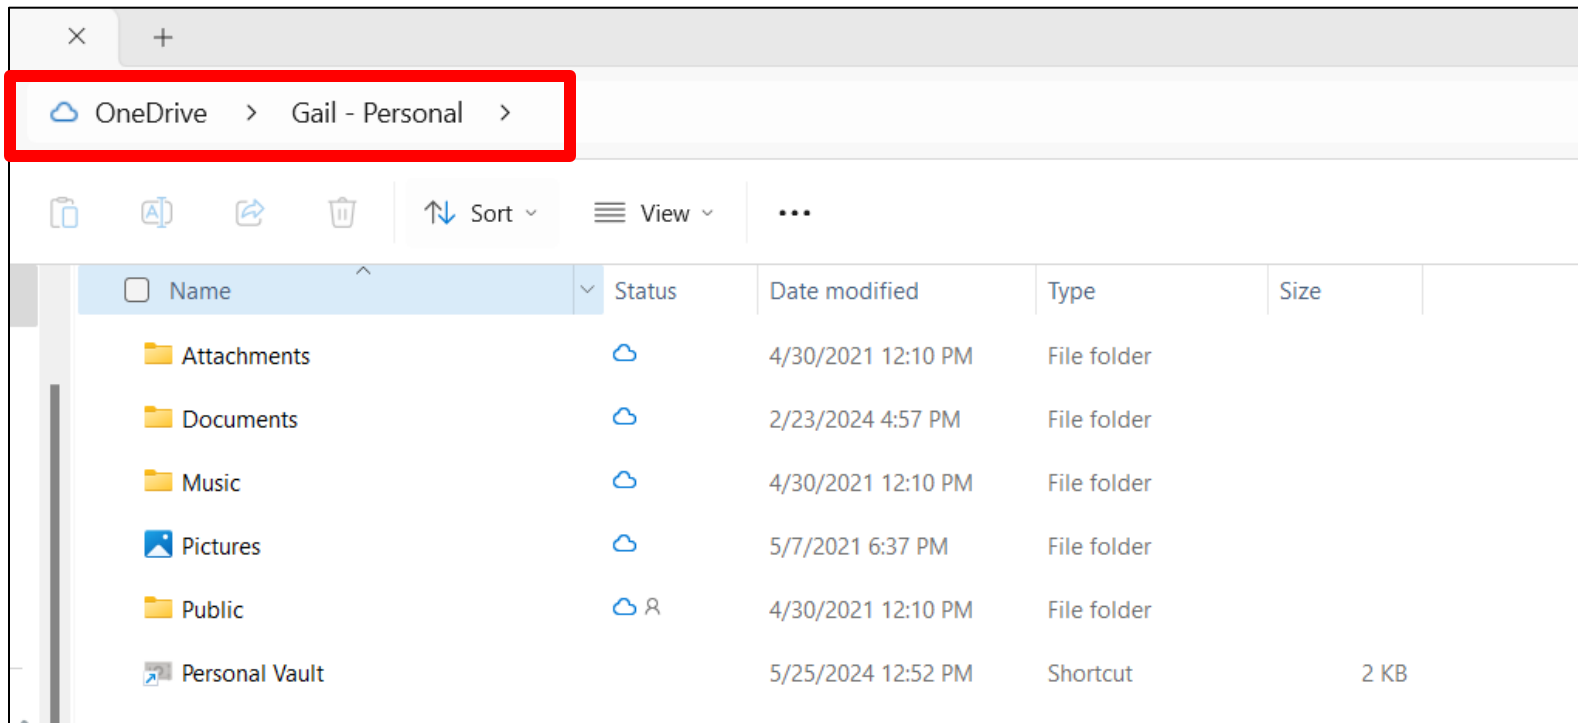 OneDrive > Gail - Personal >
Sort View ...
Name Status Date modified Type Size
Attachments 4/30/2021 12:10 PM File folder
Documents 2/23/2024 4:57 PM File folder
Music 4/30/2021 12:10 PM File folder
Pictures 5/7/2021 6:37 PM File folder
Public 4/30/2021 12:10 PM File folder
Personal Vault 5/25/2024 12:52 PM Shortcut 2 KB